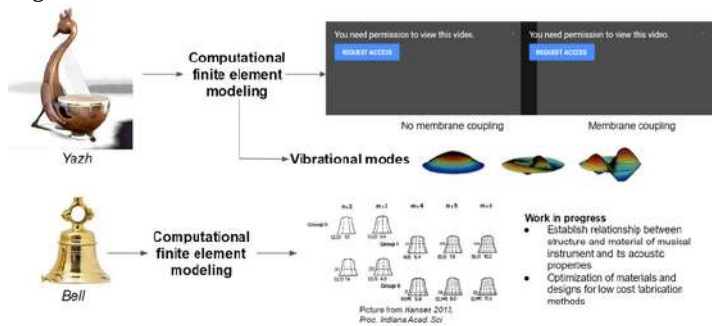 Computational
finite element
modeling
You need permission to view this video.
REQUEST ACCESS
You need permission to view this video.
REQUEST ACCESS
No membrane coupling
Membrane coupling
Yazh
Vibrational modes
Bell
Computational
finite element
modeling
m=4
Group II
Picture from Hansen 2013,
Proc. Indiana Acad. Sci
Work in progress
Establish relationship between
structure and material of musical
instrument and its acoustic
properties
Optimization of materials and
designs for low cost fabrication
methods